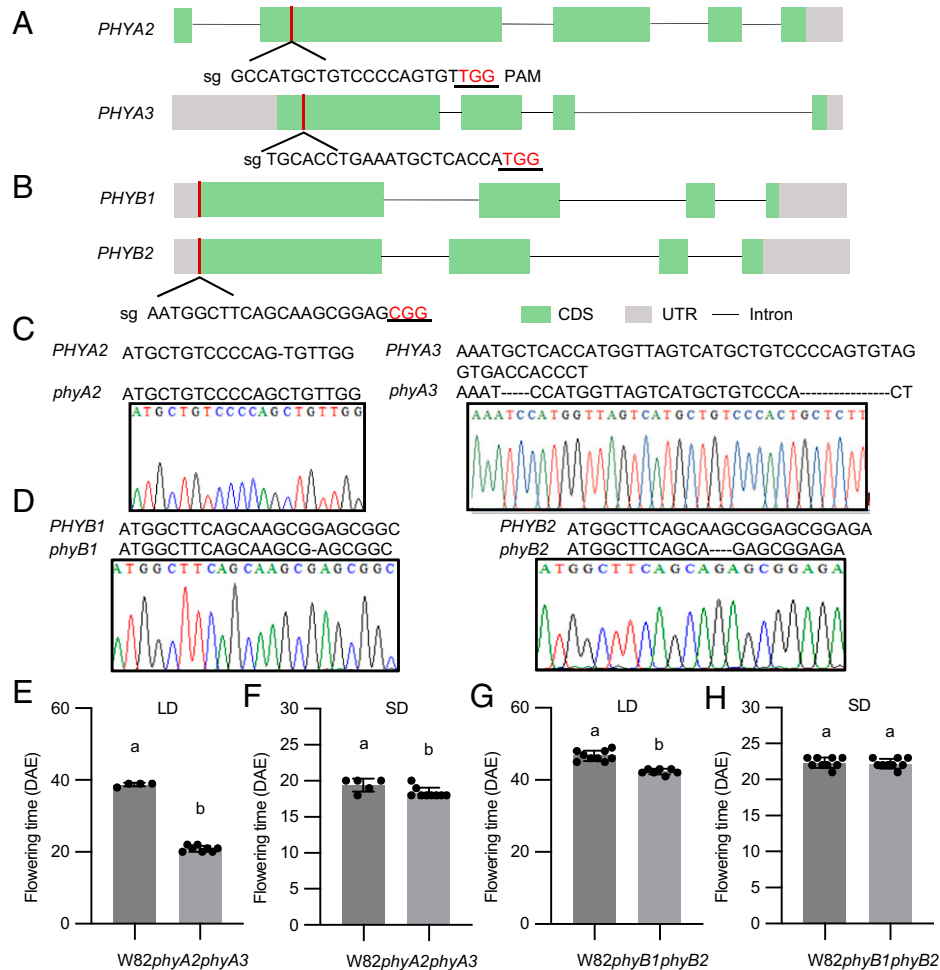 A
PHYA2
sg GCCATGCTGTCCCCAGTGTTGG PAM
PHYA3
sg TGCACCTGAAATGCTCACCATGG
B
PHYB1
PHYB2
sg AATGGCTTCAGCAAGCGGAGCGG
CDS UTR Intron
C
PHYA2 ATGCTGTCCCCAG-TGTTGG
phyA2 ATGCTGTCCCCAGCTGTTGG
ATGCTGTCCCCAGCTGTTGG
PHYA3 AAATGCTCACCATGGTTAGTCATGCTGTCCCCAGTGTAG
GTGACCACCCT
phyA3 AAAT-----CCATGGTTAGTCATGCTGTCCCA---------------CT
AAATCCATGGTTAGTCATGCTGTCCCACTGCTCTT
D
PHYB1 ATGGCTTCAGCAAGCGGAGCGGC
phyB1 ATGGCTTCAGCAAGCG-AGCGGC
ATGGCTTCAGCAAGCGAGCGGC
PHYB2 ATGGCTTCAGCAAGCGGAGCGGAGA
phyB2 ATGGCTTCAGCA----GAGCGGAGA
ATGGCTTCAGCAGAGCGGAGA
E
LD
Flowering time (DAE)
60
40
20
0
a
b
W82phyA2phyA3
F
SD
Flowering time (DAE)
30
25
20
15
10
5
0
a
b
W82phyA2phyA3
G
LD
Flowering time (DAE)
60
40
20
0
a
b
W82phyB1phyB2
H
SD
Flowering time (DAE)
30
25
20
15
10
5
0
a
a
W82phyB1phyB2